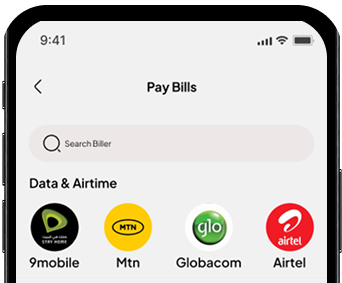 9:41
Pay Bills
Search Biller
Data & Airtime
STAY HOME
MTN
glo
airtel
9mobile
Mtn
Globacom
Airtel